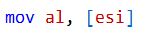 mov al, [esi]